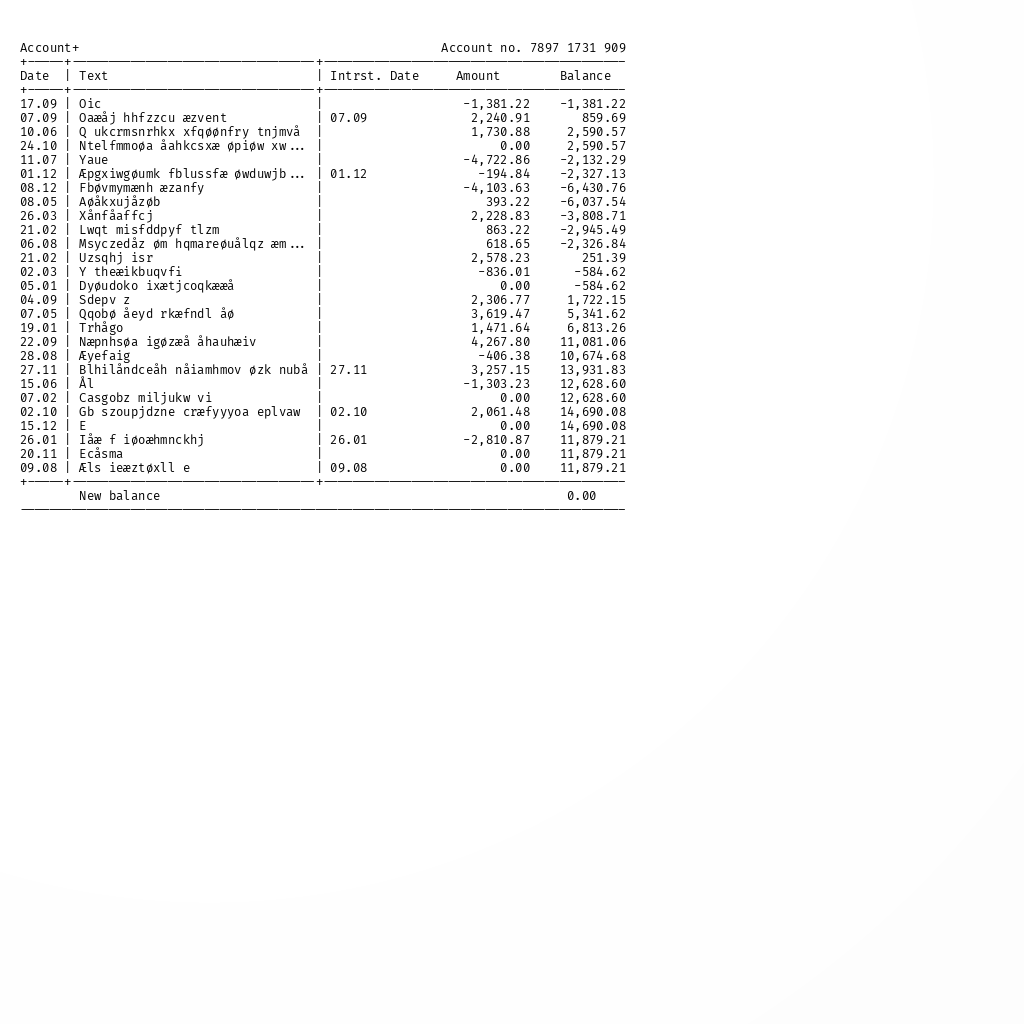 Account+ Account no. 7897 1731 909
Date | Text | Intrst. Date Amount Balance
17.09 | Oic | -1,381.22 -1,381.22
07.09 | Oaæåj hhfzzcu æzvent | 07.09 2,240.91 859.69
10.06 | Q ukcrmsnrhkx xfqøønfry tnjmvå | 1,730.88 2,590.57
24.10 | Ntelfmmoøa åahkcsxæ øpiøw xw... | 0.00 2,590.57
11.07 | Yaue | -4,722.86 -2,132.29
01.12 | Æpgxiwgøumk fblussfæ øwduwjb... | 01.12 -194.84 -2,327.13
08.12 | Fbøvmymænh æzanfy | -4,103.63 -6,430.76
08.05 | Aøåkxujåzøb | 393.22 -6,037.54
26.03 | Xånfåaffcj | 2,228.83 -3,808.71
21.02 | Lwqt misfddpyf tlzm | 863.22 -2,945.49
06.08 | Msyczedåz øm hqmareøuålqz æm... | 618.65 -2,326.84
21.02 | Uzsqhj isr | 2,578.23 251.39
02.03 | Y theæikbuqvfi | -836.01 -584.62
05.01 | Dyøudoko ixætjcoqkææå | 0.00 -584.62
04.09 | Sdepv z | 2,306.77 1,722.15
07.05 | Qqobø åeyd rkæfndl åø | 3,619.47 5,341.62
19.01 | Trhågo | 1,471.64 6,813.26
22.09 | Næpnhsøa igøzæå åhauhæiv | 4,267.80 11,081.06
28.08 | Æyefaig | -406.38 10,674.68
27.11 | Blhilåndceåh nåiamhmov øzk nubå | 27.11 3,257.15 13,931.83
15.06 | Ål | -1,303.23 12,628.60
07.02 | Casgobz miljukw vi | 0.00 12,628.60
02.10 | Gb szoupjdzne cræfyyyoa eplvaw | 02.10 2,061.48 14,690.08
15.12 | E | 0.00 14,690.08
26.01 | Iåæ f iøoæhmnckhj | 26.01 -2,810.87 11,879.21
20.11 | Ecåsma | 0.00 11,879.21
09.08 | Æls ieæztøxll e | 09.08 0.00 11,879.21
New balance 0.00